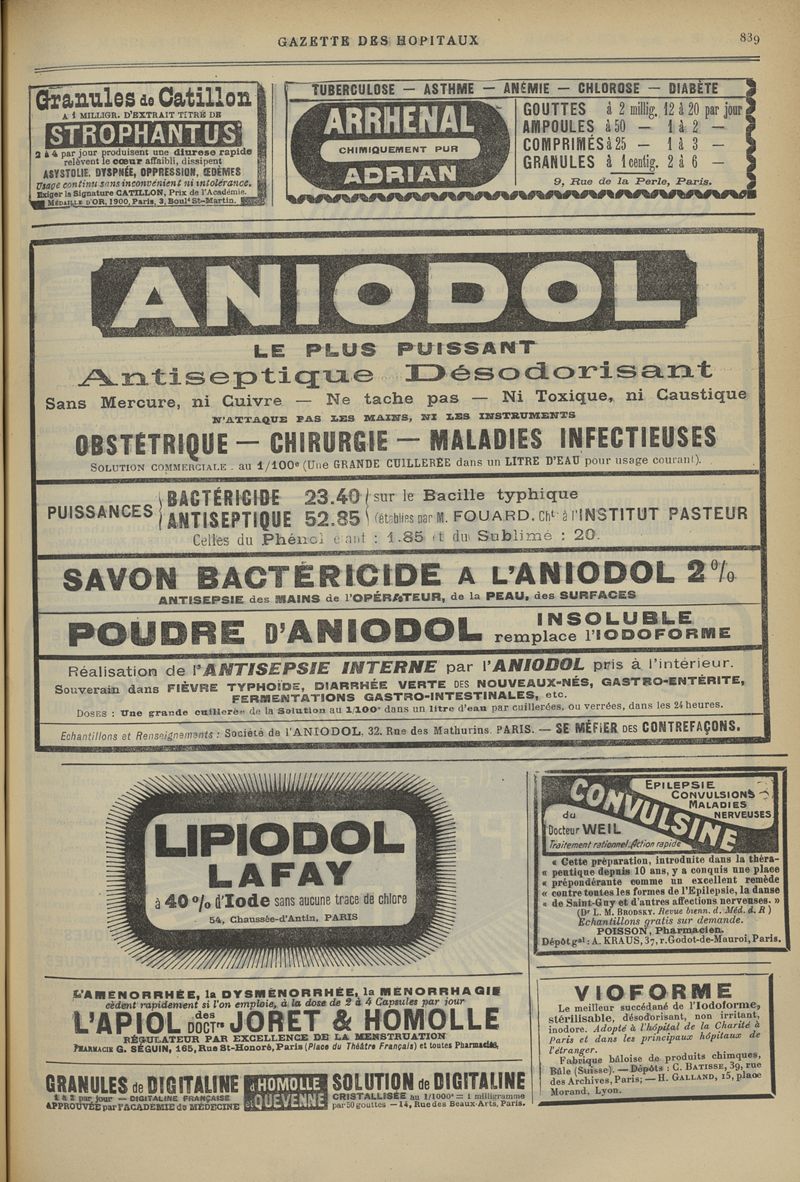 GAZETTE DES HOPITAUX
839
Granules de Catillon
A 1 MILLIGR. D'EXTRAIT TITRÉ DE
STROPHANTUS
2 à 4 par jour produisent une diurese rapide
relèvent le cœur affaibli, dissipent
ASYSTOLIE, DYSPNÉE, OPPRESSION, ŒDÈMES
Usage continu sans inconvénient ni intolérance.
Exiger la Signature CATILLON, Prix de l'Académie.
MÉDAILLE D'OR, 1900, Paris, 3, Boulᵈ St-Martin.
TUBERCULOSE — ASTHME — ANÉMIE — CHLOROSE — DIABÈTE
ARRHENAL
CHIMIQUEMENT PUR
ADRIAN
GOUTTES à 2 millig. 12 à 20 par jour
AMPOULES à 50 — 1 à 2 —
COMPRIMÉS à 25 — 1 à 3 —
GRANULES à 1 centig. 2 à 6 —
9, Rue de la Perle, Paris.
ANIODOL
LE PLUS PUISSANT
Antiseptique Désodorisant
Sans Mercure, ni Cuivre — Ne tache pas — Ni Toxique, ni Caustique
N'ATTAQUE PAS LES MAINS, NI LES INSTRUMENTS
OBSTÉTRIQUE — CHIRURGIE — MALADIES INFECTIEUSES
SOLUTION COMMERCIALE . au 1/100ᵉ (Une GRANDE CUILLERÉE dans un LITRE D'EAU pour usage courant).
PUISSANCES
BACTÉRICIDE 23.40 sur le Bacille typhique
ANTISEPTIQUE 52.85 (établies par M. FOUARD, Chᵗᵉ à l'INSTITUT PASTEUR
Celles du Phénol étant : 1.85 et du Sublimé : 20.
SAVON BACTÉRICIDE A L'ANIODOL 2%
ANTISEPSIE des MAINS de l'OPÉRATEUR, de la PEAU, des SURFACES
POUDRE D'ANIODOL INSOLUBLE
remplace l'IODOFORME
Réalisation de l'ANTISEPSIE INTERNE par l'ANIODOL pris à l'intérieur.
Souverain dans FIÈVRE TYPHOÏDE, DIARRHÉE VERTE DES NOUVEAUX-NÉS, GASTRO-ENTÉRITE,
FERMENTATIONS GASTRO-INTESTINALES, etc.
DOSES : Une grande cuillerée de la Solution au 1/100ᵉ dans un litre d'eau par cuillerées, ou verrées, dans les 24 heures.
Echantillons et Renseignements : Société de l'ANIODOL, 32, Rue des Mathurins, PARIS. — SE MÉFIER DES CONTREFAÇONS.
LIPIODOL
LAFAY
à 40 % d'Iode sans aucune trace de chlore
54, Chaussée-d'Antin, PARIS
CONVULSINE
du
Docteur WEIL
Traitement rationnel. Action rapide
EPILEPSIE
CONVULSIONS
MALADIES
NERVEUSES
« Cette préparation, introduite dans la théra-
« peutique depuis 10 ans, y a conquis une place
« prépondérante comme un excellent remède
« contre toutes les formes de l'Epilepsie, la danse
« de Saint-Guy et d'autres affections nerveuses. »
(Dʳ L. M. BRODSKY. Revue henn. d. Méd. d. R)
Echantillons gratis sur demande.
POISSON, Pharmacien.
Dépôt gᵃˡ : A. KRAUS, 37, r. Godot-de-Mauroi, Paris.
L'AMÉNORRHÉE, la DYSMÉNORRHÉE, la MÉNORRHAGIE
cèdent rapidement si l'on emploie, à la dose de 2 à 4 Capsules par jour
L'APIOL des DOCTʳˢ JORET & HOMOLLE
RÉGULATEUR PAR EXCELLENCE DE LA MENSTRUATION
PHARMACIE G. SÉGUIN, 165, Rue St-Honoré, Paris (Place du Théâtre Français) et toutes Pharmacies.
VIOFORME
Le meilleur succédané de l'Iodoforme,
stérilisable, désodorisant, non irritant,
inodore. Adopté à l'hôpital de la Charité à
Paris et dans les principaux hôpitaux de
l'étranger.
Fabrique bâloise de produits chimques,
Bâle (Suisse). — Dépôts : C. BATISSE, 39, rue
des Archives, Paris; — H. GALLAND, 15, place
Morand, Lyon.
GRANULES de DIGITALINE d'HOMOLLE SOLUTION de DIGITALINE
1 à 2 par jour — DIGITALINE FRANÇAISE
APPROUVÉE par l'ACADEMIE de MÉDECINE
et QUEVENNE
CRISTALLISÉE au 1/1000ᵉ = 1 milligramme
par 50 gouttes — 14, Rue des Beaux-Arts, Paris.